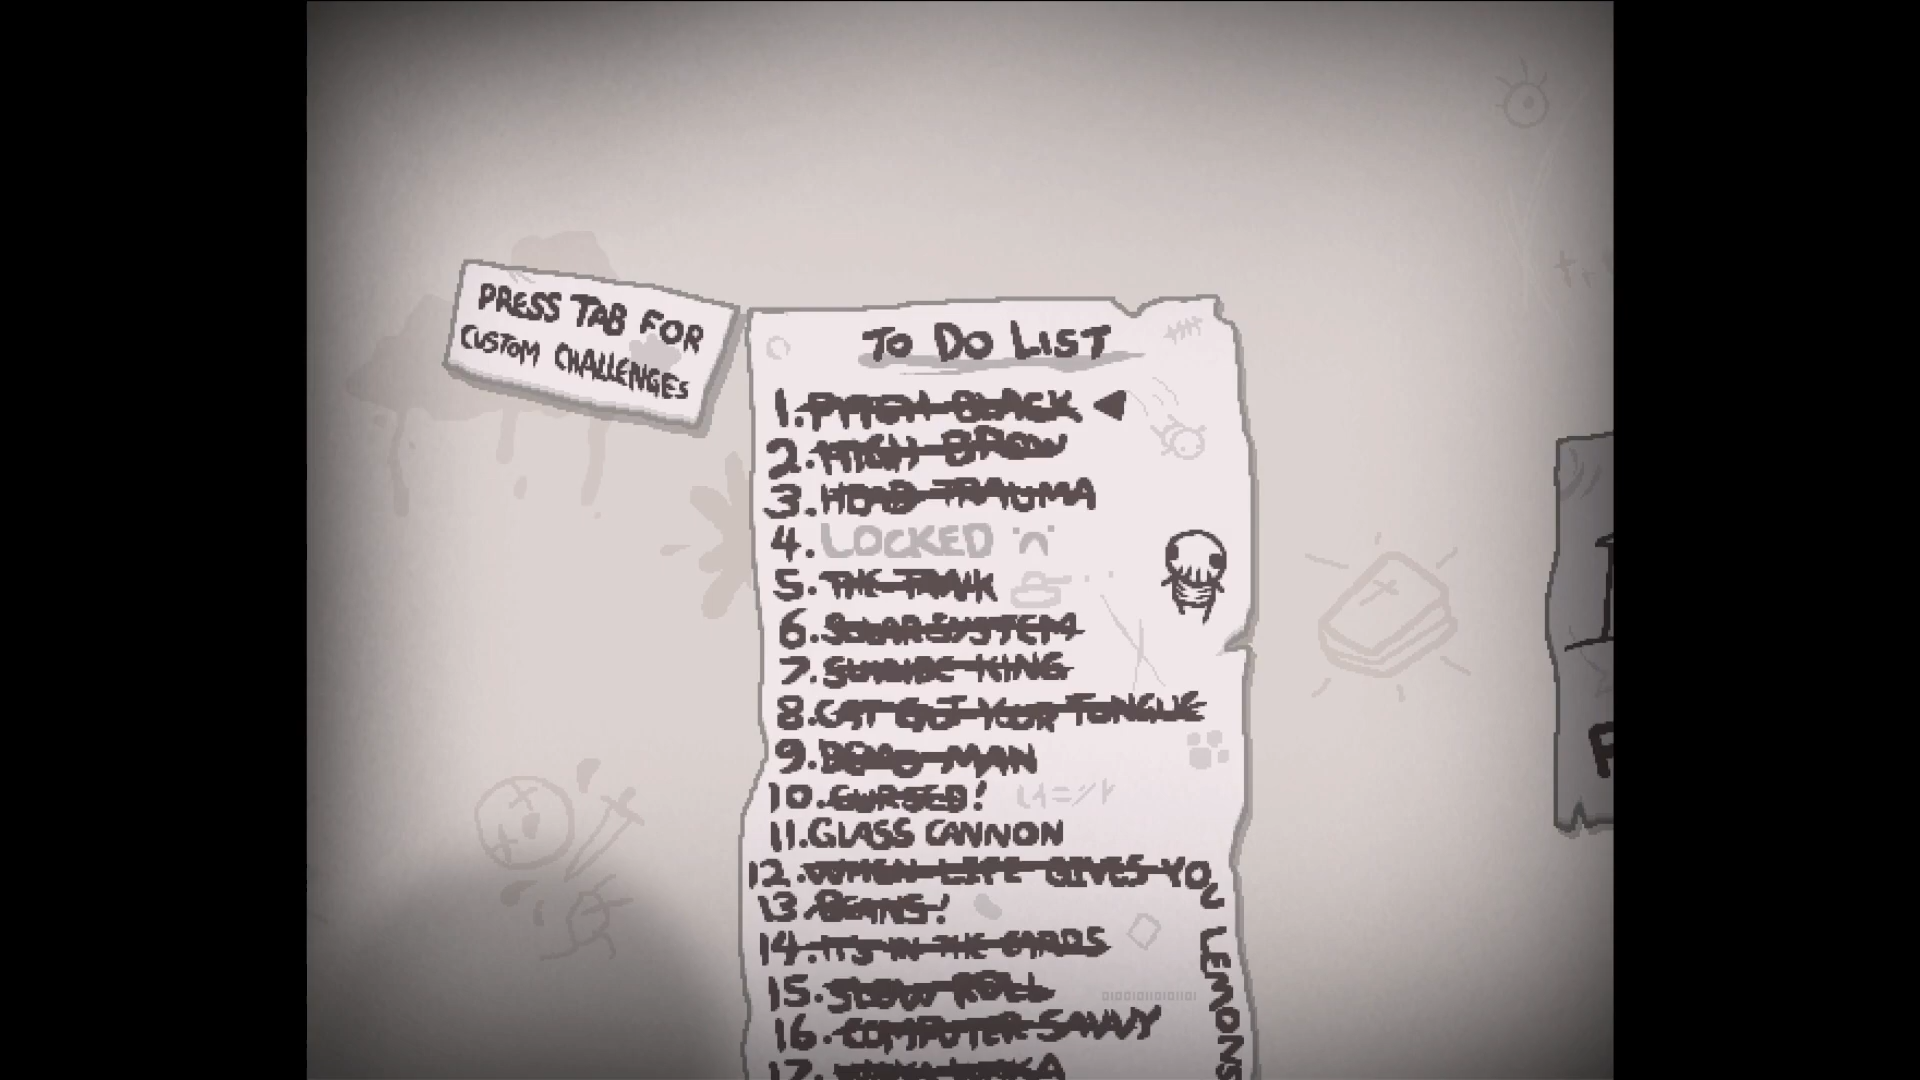 PRESS TAB FOR
CUSTOM CHALLENGES
TO DO LIST
1. PITCH BLACK
2. HIGH BROW
3. HEAD TRAUMA
4. LOCKED
5. THE TANK
6. SOLAR SYSTEM
7. SUICIDE KING
8. CAT GOT YOUR TONGUE
9. DEMO MAN
10. CURSED!
11. GLASS CANNON
12. WHEN LIFE GIVES YOU LEMONS
13 BEANS!
14. IT'S IN THE CARDS
15. SLOW ROLL
16. COMPUTER SAVVY
17. WAKA WAKA